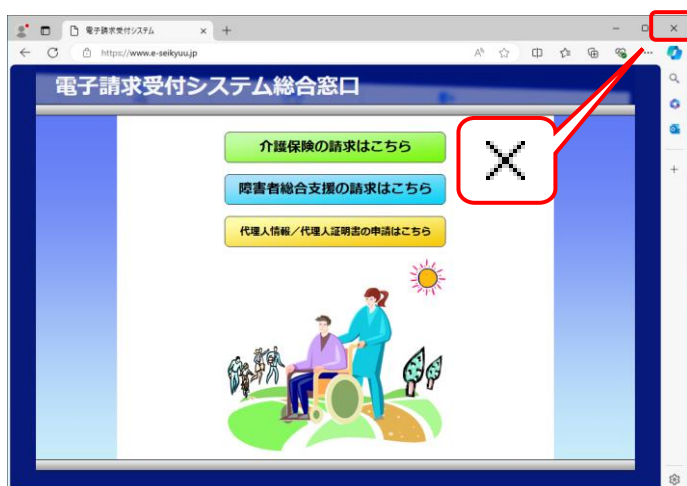 電子請求受付システム
https://www.e-seikyuu.jp
電子請求受付システム総合窓口
介護保険の請求はこちら
障害者総合支援の請求はこちら
代理人情報／代理人証明書の申請はこちら